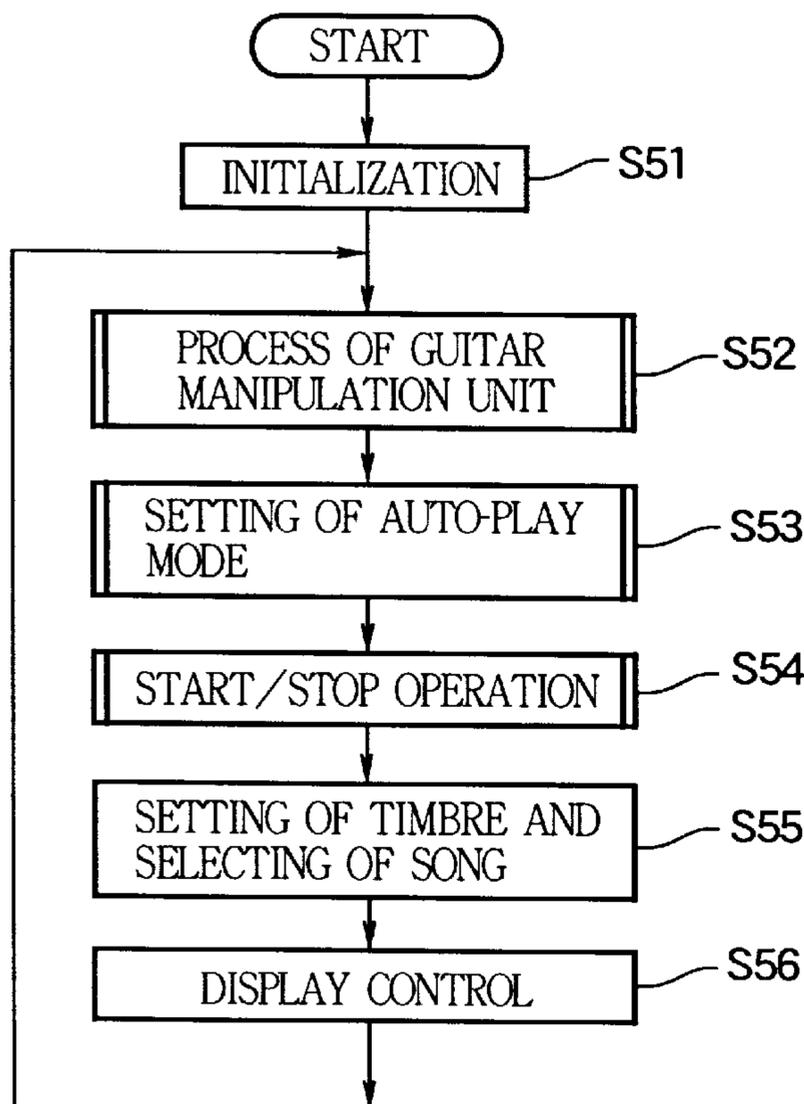 START
INITIALIZATION
S51
PROCESS OF GUITAR
MANIPULATION UNIT
S52
SETTING OF AUTO-PLAY
MODE
S53
START/STOP OPERATION
S54
SETTING OF TIMBRE AND
SELECTING OF SONG
S55
DISPLAY CONTROL
S56